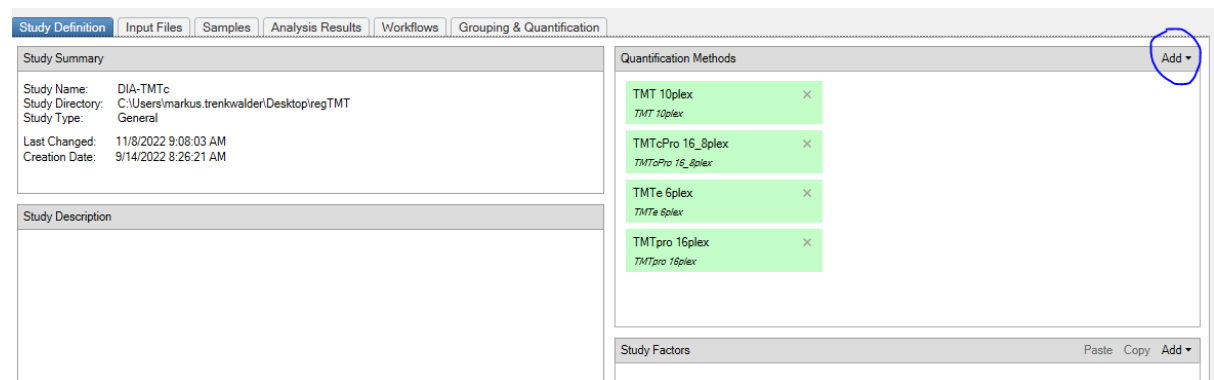 Study Definition Input Files Samples Analysis Results Workflows Grouping & Quantification
Study Summary
Study Name: DIA-TMTc
Study Directory: C:\Users\markus.trenkwalder\Desktop\regTMT
Study Type: General
Last Changed: 11/8/2022 9:08:03 AM
Creation Date: 9/14/2022 8:26:21 AM
Study Description
Quantification Methods Add
TMT 10plex
TMT 10plex
TMTcPro 16_8plex
TMTcPro 16_8plex
TMTe 6plex
TMTe 6plex
TMTpro 16plex
TMTpro 16plex
Study Factors Paste Copy Add